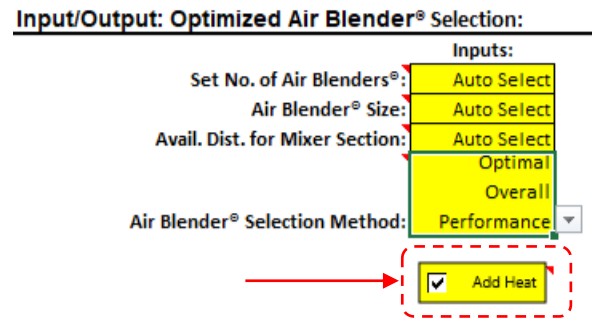 Input/Output: Optimized Air Blender® Selection:
Inputs:
Set No. of Air Blenders®: Auto Select
Air Blender® Size: Auto Select
Avail. Dist. for Mixer Section: Auto Select
Optimal
Overall
Air Blender® Selection Method: Performance
Add Heat